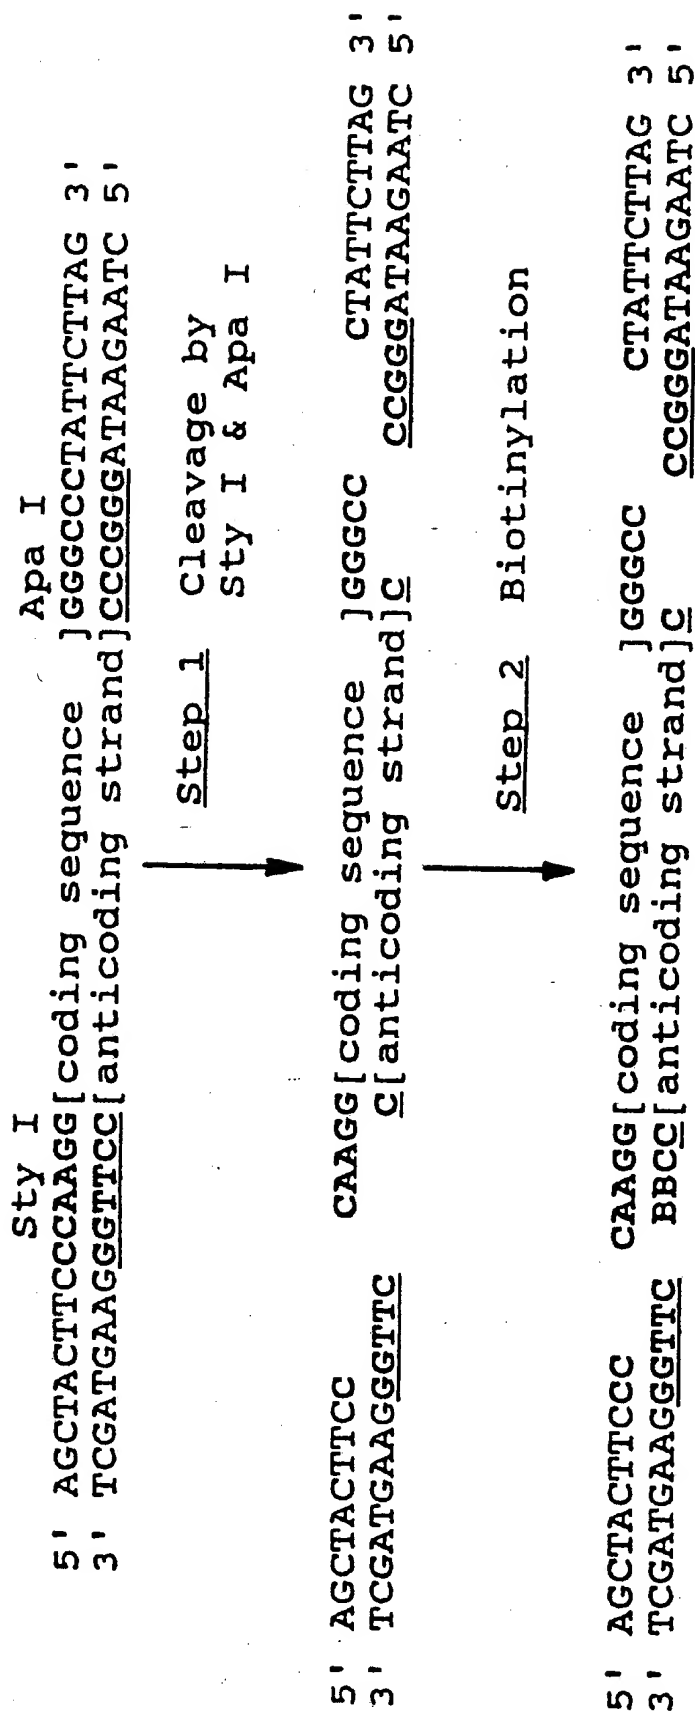 Sty I Apa I
5' AGCTACTTCCCAAGG[coding sequence ]GGGCCCTATTCTTAG 3'
3' TCGATGAAGGGTTCC[anticoding strand]CCCGGGATAAGAATC 5'
Step 1 Cleavage by
Sty I & Apa I
5' AGCTACTTCC CAAGG[coding sequence ]GGGCC CTATTCTTAG 3'
3' TCGATGAAGGGTTC C[anticoding strand]C CCGGGATAAGAATC 5'
Step 2 Biotinylation
5' AGCTACTTCCC CAAGG[coding sequence ]GGGCC CTATTCTTAG 3'
3' TCGATGAAGGGTTC BBCC[anticoding strand]C CCGGGATAAGAATC 5'